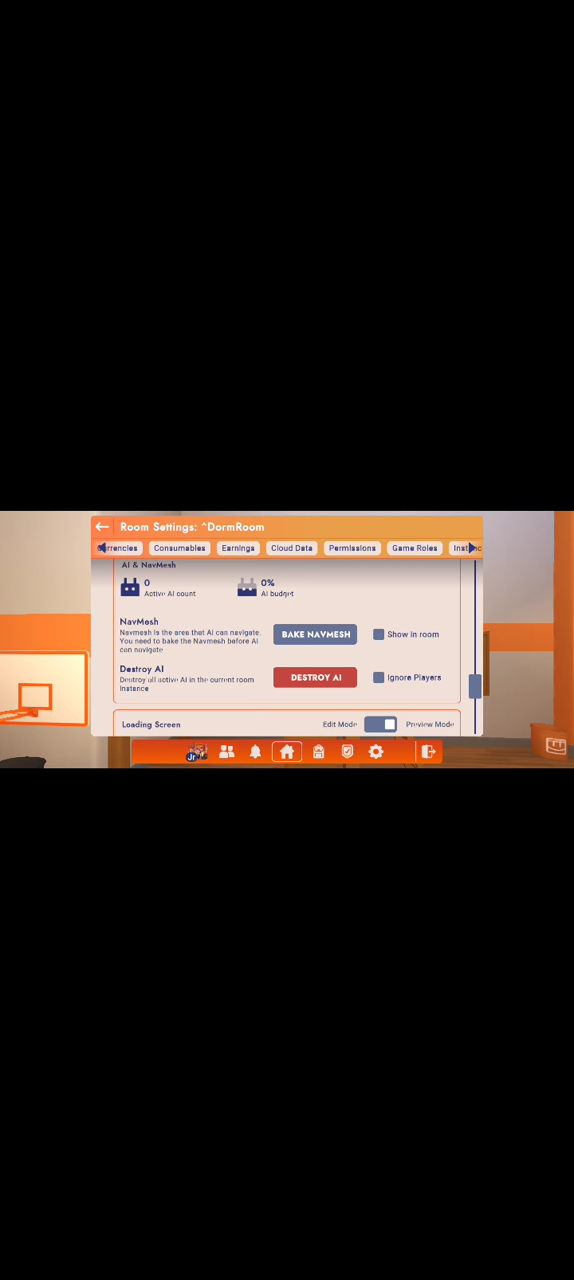 Room Settings: ^DormRoom
Consumables
Earnings
Cloud Data
Permissions
Game Roles
AI & NavMesh
0
Active AI count
0%
AI budget
NavMesh
Navmesh is the area that AI can navigate.
You need to bake the Navmesh before AI
can navigate
BAKE NAVMESH
Show in room
Destroy AI
Destroy all active AI in the current room
instance
DESTROY AI
Ignore Players
Loading Screen
Edit Mode
Preview Mode
Jr